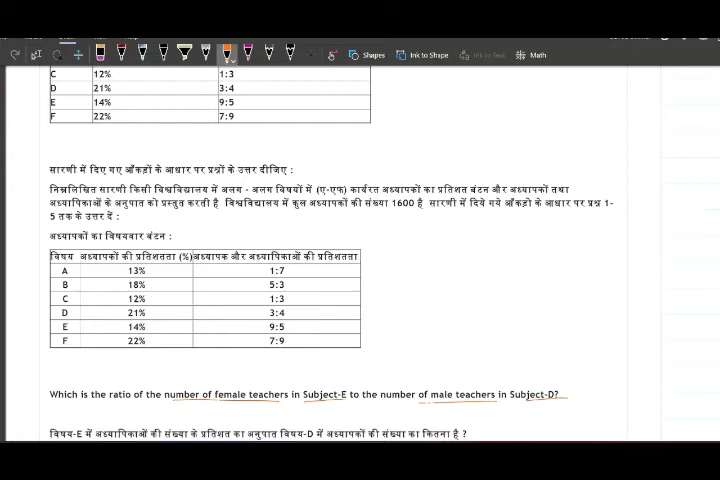 Shapes Ink to Shape Ink to Text Math
C 12% 1:3
D 21% 3:4
E 14% 9:5
F 22% 7:9
सारणी में दिए गए आँकड़ों के आधार पर प्रश्नों के उत्तर दीजिए :
निम्नलिखित सारणी किसी विश्वविद्यालय में अलग - अलग विषयों में (ए-एफ) कार्यरत अध्यापकों का प्रतिशत बंटन और अध्यापकों तथा
अध्यापिकाओं के अनुपात को प्रस्तुत करती है विश्वविद्यालय में कुल अध्यापकों की संख्या 1600 है सारणी में दिये गये आँकड़ो के आधार पर प्रश्न 1-
5 तक के उत्तर दें :
अध्यापकों का विषयवार बंटन :
विषय अध्यापकों की प्रतिशतता (%) अध्यापक और अध्यापिकाओं की प्रतिशतता
A 13% 1:7
B 18% 5:3
C 12% 1:3
D 21% 3:4
E 14% 9:5
F 22% 7:9
Which is the ratio of the number of female teachers in Subject-E to the number of male teachers in Subject-D?
विषय-E में अध्यापिकाओं की संख्या के प्रतिशत का अनुपात विषय-D में अध्यापकों की संख्या का कितना है ?